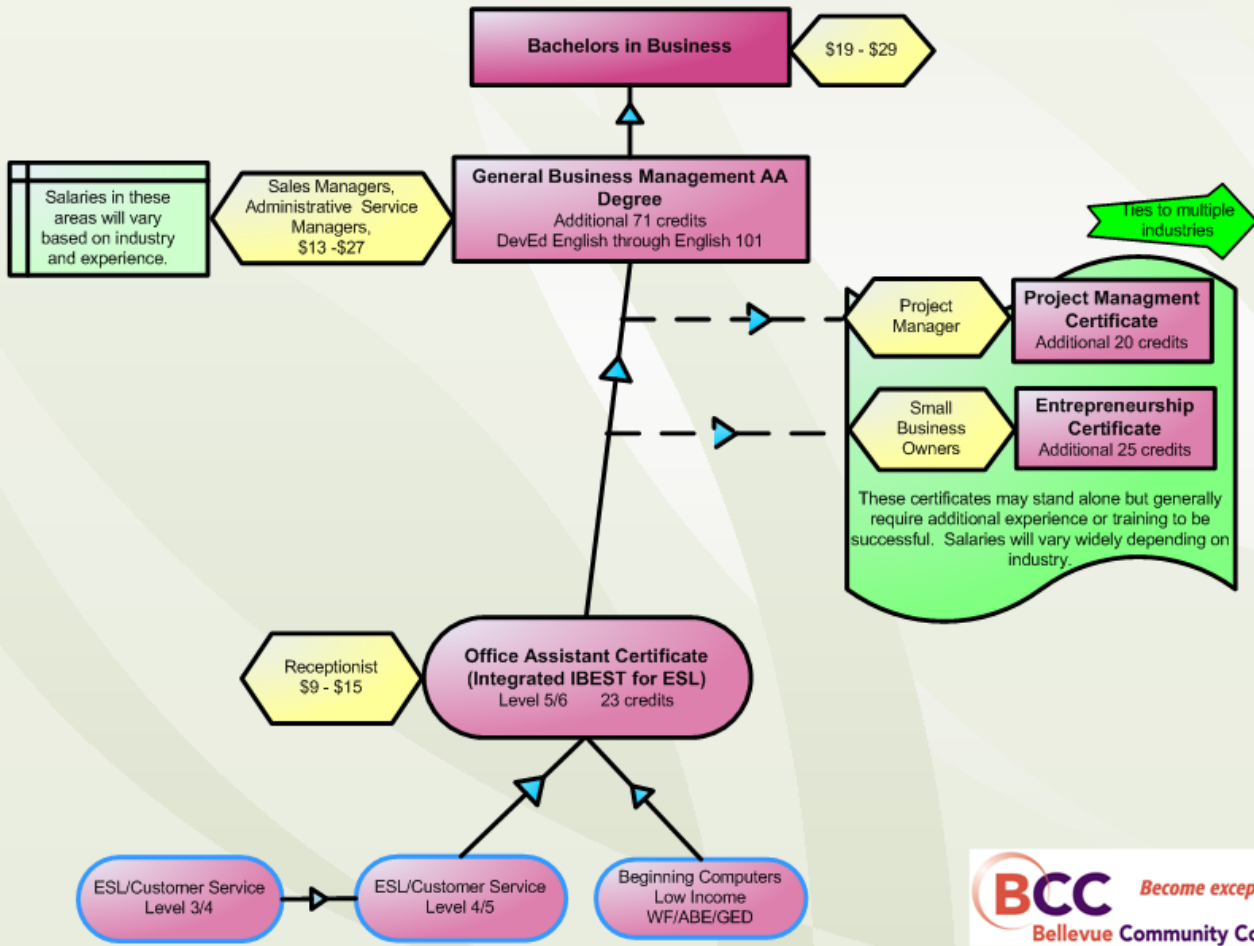 Bachelors in Business
$19 - $29
Salaries in these
areas will vary
based on industry
and experience.
Sales Managers,
Administrative Service
Managers,
$13 -$27
General Business Management AA
Degree
Additional 71 credits
DevEd English through English 101
Ties to multiple
industries
Project
Manager
Project Managment
Certificate
Additional 20 credits
Small
Business
Owners
Entrepreneurship
Certificate
Additional 25 credits
These certificates may stand alone but generally
require additional experience or training to be
successful. Salaries will vary widely depending on
industry.
Receptionist
$9 - $15
Office Assistant Certificate
(Integrated IBEST for ESL)
Level 5/6 23 credits
ESL/Customer Service
Level 3/4
ESL/Customer Service
Level 4/5
Beginning Computers
Low Income
WF/ABE/GED
BCC
Become excep
Bellevue Community Co